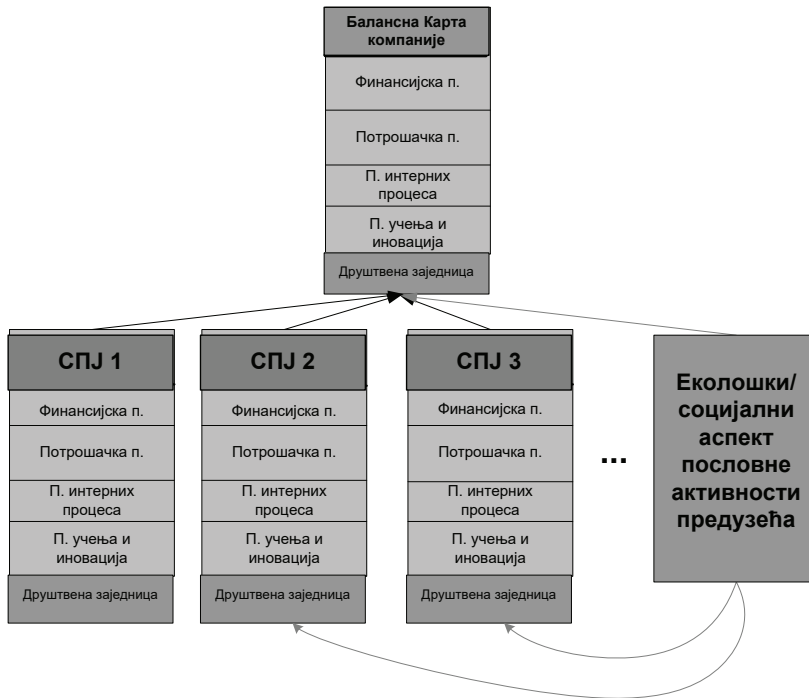 Балансна Карта
компаније
Финансијска п.
Потрошачка п.
П. интерних
процеса
П. учења и
иновација
Друштвена заједница
СПЈ 1
Финансијска п.
Потрошачка п.
П. интерних
процеса
П. учења и
иновација
Друштвена заједница
СПЈ 2
Финансијска п.
Потрошачка п.
П. интерних
процеса
П. учења и
иновација
Друштвена заједница
СПЈ 3
Финансијска п.
Потрошачка п.
П. интерних
процеса
П. учења и
иновација
Друштвена заједница
...
Еколошки/
социјални
аспект
пословне
активности
предузећа